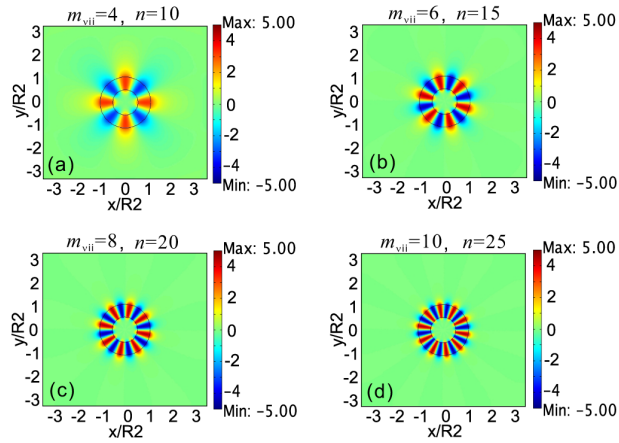 m_vii=4, n=10
Max: 5.00
3
2
1
0
-1
-2
-3
y/R2
(a)
4
2
0
-2
-4
Min: -5.00
-3 -2 -1 0 1 2 3
x/R2
m_vii=6, n=15
Max: 5.00
3
2
1
0
-1
-2
-3
y/R2
(b)
4
2
0
-2
-4
Min: -5.00
-3 -2 -1 0 1 2 3
x/R2
m_vii=8, n=20
Max: 5.00
3
2
1
0
-1
-2
-3
y/R2
(c)
4
2
0
-2
-4
Min: -5.00
-3 -2 -1 0 1 2 3
x/R2
m_vii=10, n=25
Max: 5.00
3
2
1
0
-1
-2
-3
y/R2
(d)
4
2
0
-2
-4
Min: -5.00
-3 -2 -1 0 1 2 3
x/R2